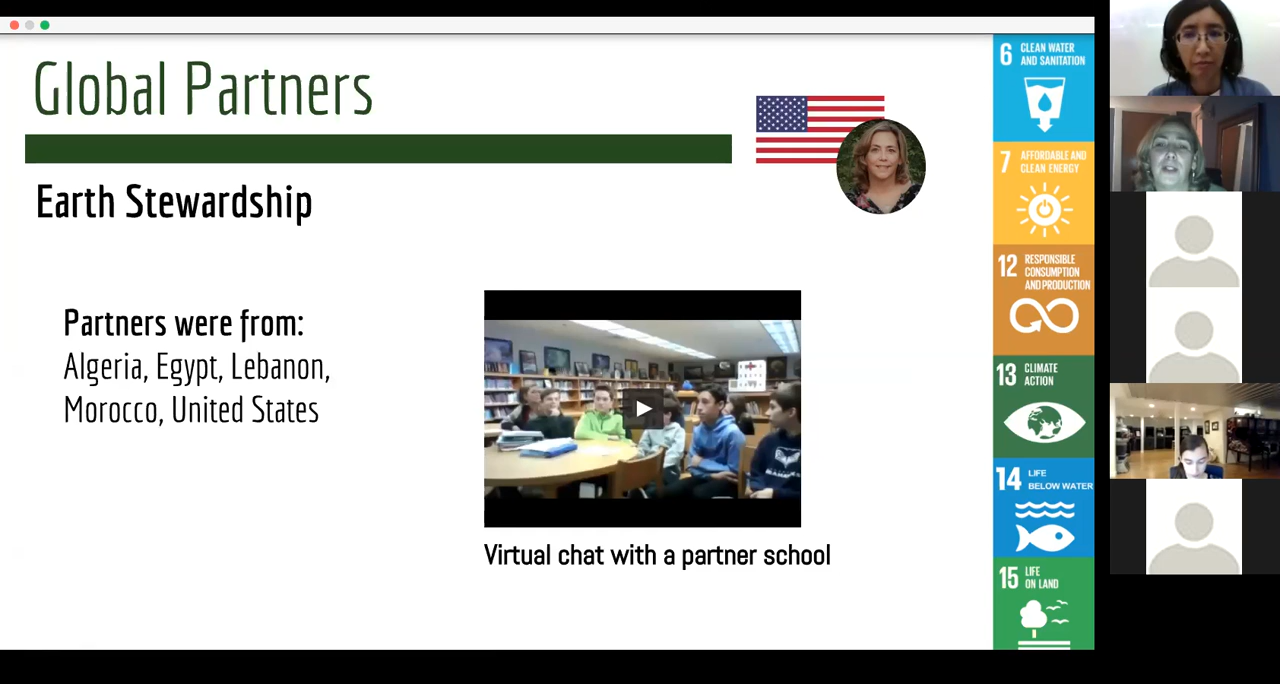 Global Partners
Earth Stewardship
Partners were from:
Algeria, Egypt, Lebanon,
Morocco, United States
Virtual chat with a partner school
6 CLEAN WATER
AND SANITATION
7 AFFORDABLE AND
CLEAN ENERGY
12 RESPONSIBLE
CONSUMPTION
AND PRODUCTION
13 CLIMATE
ACTION
14 LIFE
BELOW WATER
15 LIFE
ON LAND